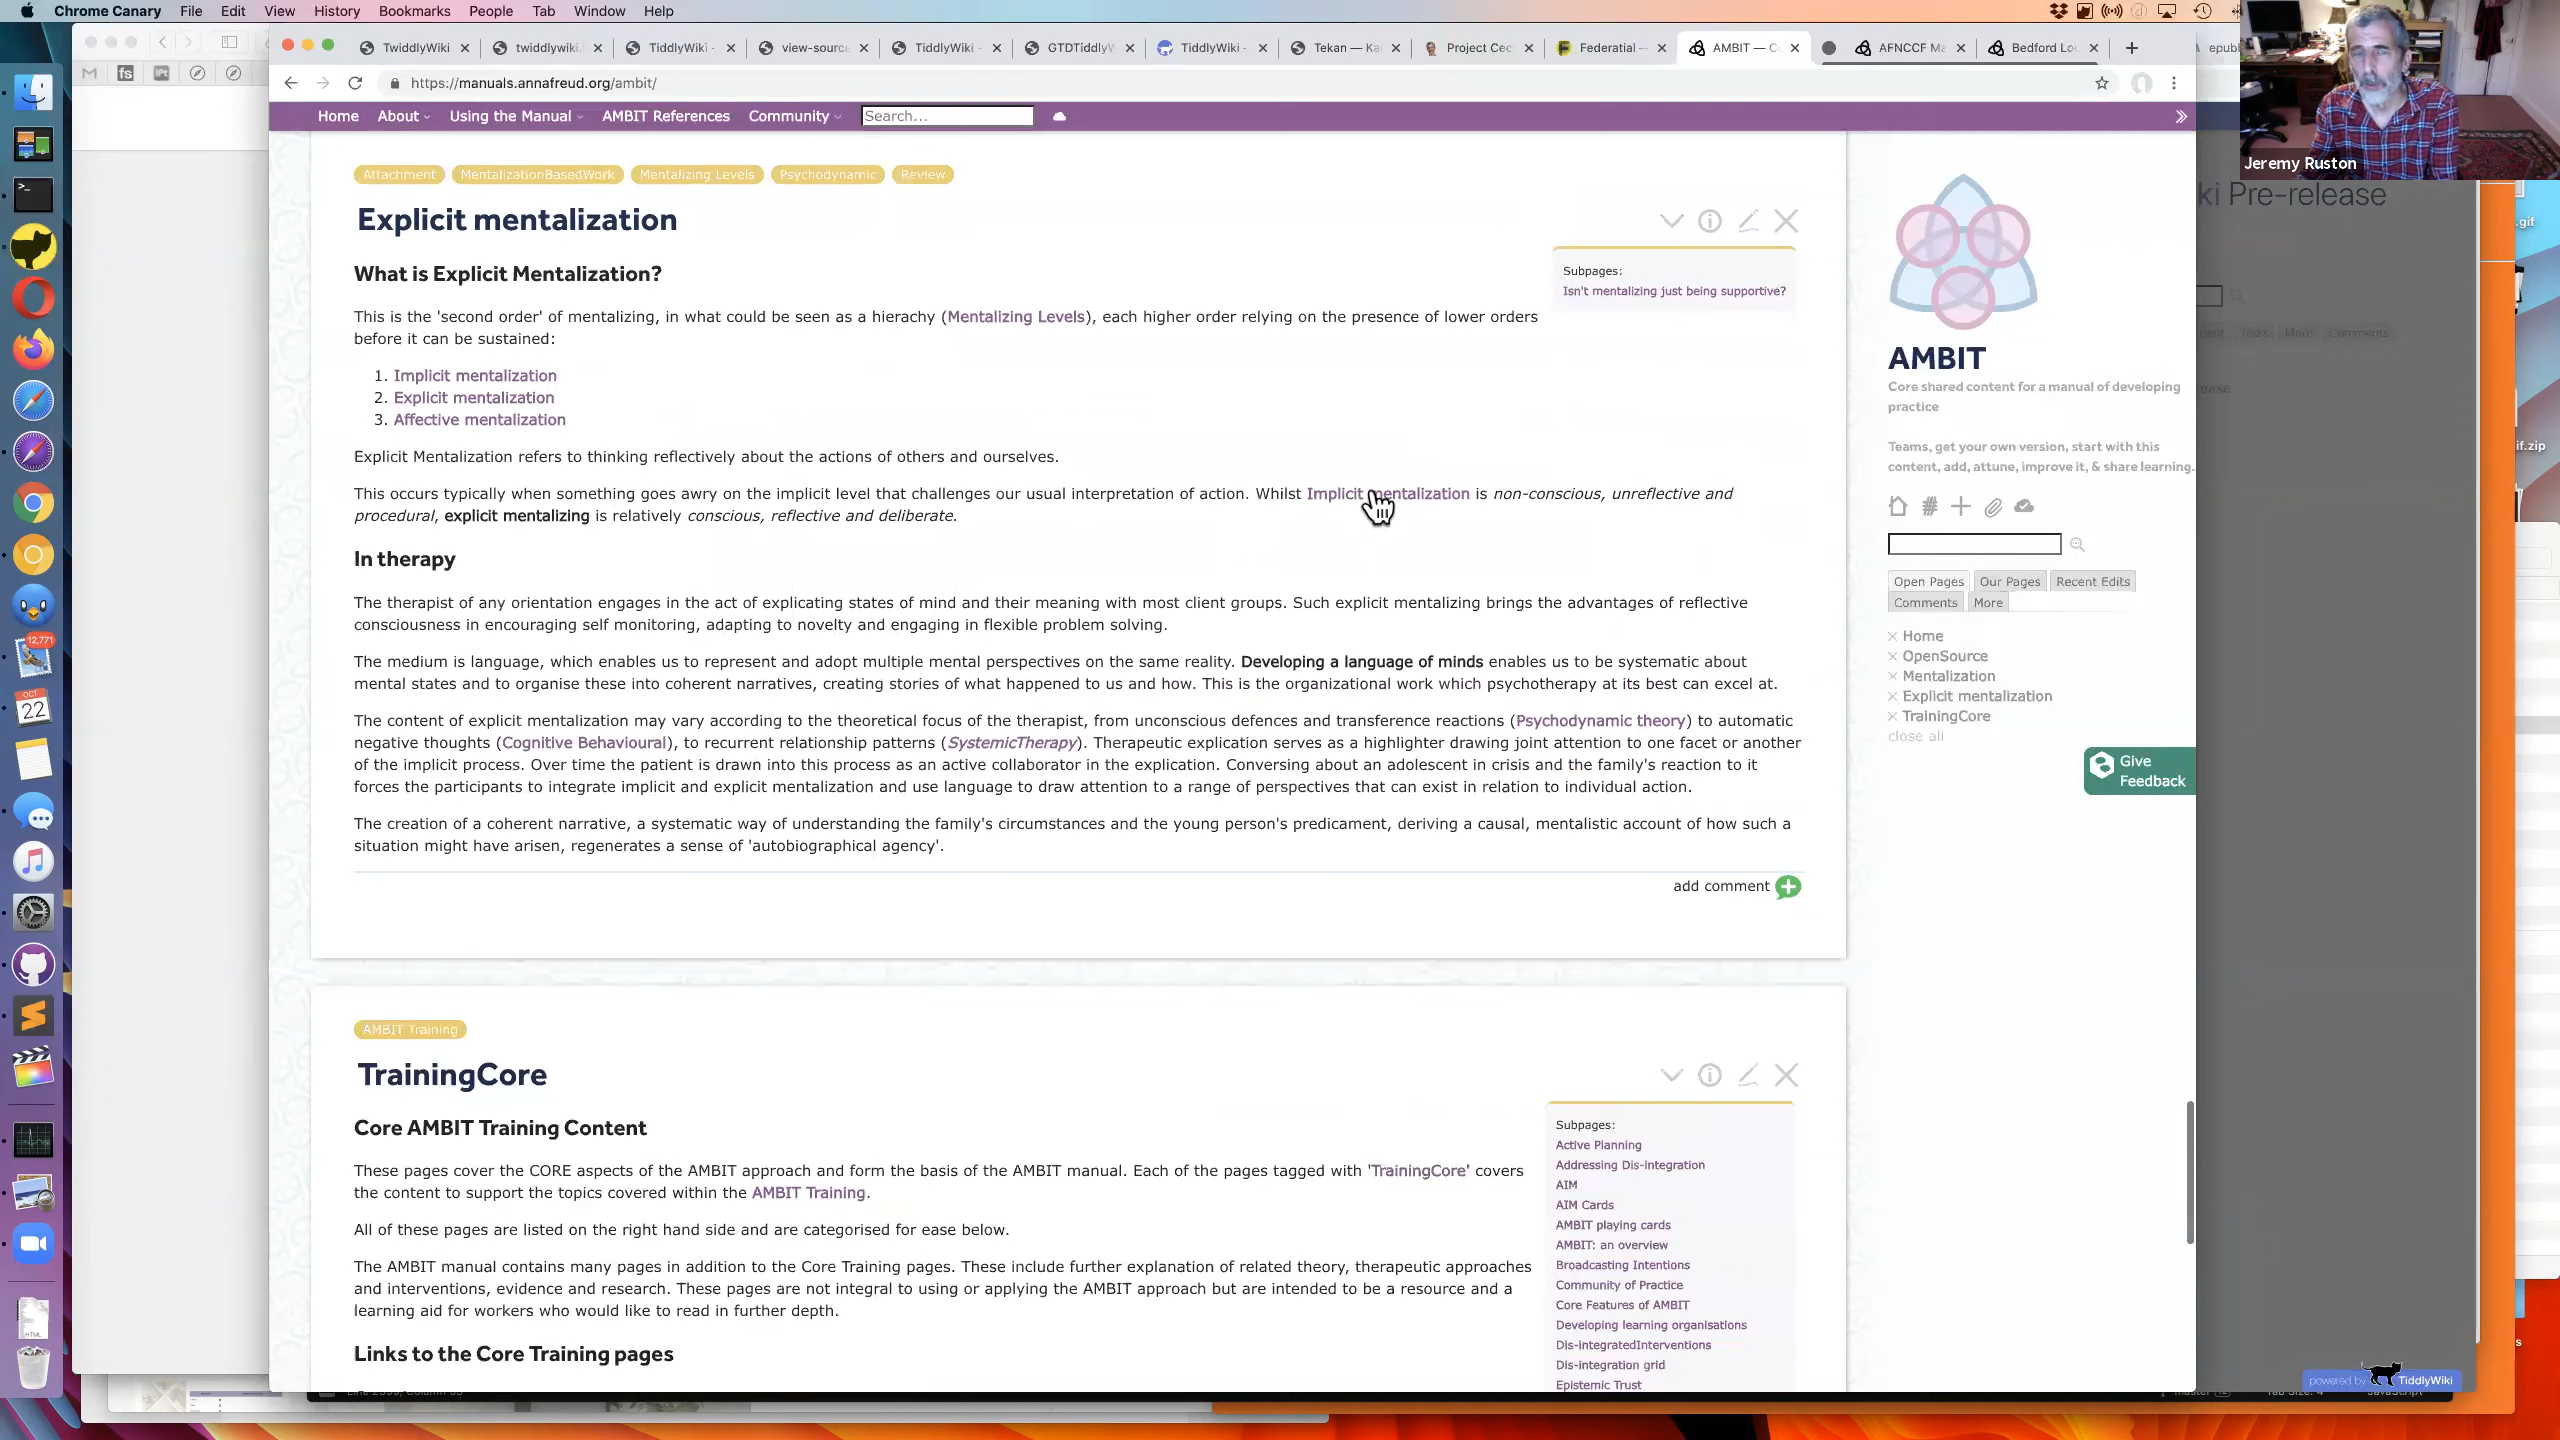 Chrome Canary File Edit View History Bookmarks People Tab Window Help
TwiddlyWiki twiddlywiki. TiddlyWiki - view-source TiddlyWiki - GTDTiddlyW TiddlyWiki - Tekan — Ka Project Cec Federatial — AMBIT — C AFNCCF Ma Bedford Lo epub
https://manuals.annafreud.org/ambit/
Home About Using the Manual AMBIT References Community Search...
Jeremy Ruston
ki Pre-release
Attachment MentalizationBasedWork Mentalizing Levels Psychodynamic Review
Explicit mentalization
Subpages:
Isn't mentalizing just being supportive?
What is Explicit Mentalization?
This is the 'second order' of mentalizing, in what could be seen as a hierachy (Mentalizing Levels), each higher order relying on the presence of lower orders
before it can be sustained:
1. Implicit mentalization
2. Explicit mentalization
3. Affective mentalization
Explicit Mentalization refers to thinking reflectively about the actions of others and ourselves.
This occurs typically when something goes awry on the implicit level that challenges our usual interpretation of action. Whilst Implicit mentalization is non-conscious, unreflective and
procedural, explicit mentalizing is relatively conscious, reflective and deliberate.
In therapy
The therapist of any orientation engages in the act of explicating states of mind and their meaning with most client groups. Such explicit mentalizing brings the advantages of reflective
consciousness in encouraging self monitoring, adapting to novelty and engaging in flexible problem solving.
The medium is language, which enables us to represent and adopt multiple mental perspectives on the same reality. Developing a language of minds enables us to be systematic about
mental states and to organise these into coherent narratives, creating stories of what happened to us and how. This is the organizational work which psychotherapy at its best can excel at.
The content of explicit mentalization may vary according to the theoretical focus of the therapist, from unconscious defences and transference reactions (Psychodynamic theory) to automatic
negative thoughts (Cognitive Behavioural), to recurrent relationship patterns (SystemicTherapy). Therapeutic explication serves as a highlighter drawing joint attention to one facet or another
of the implicit process. Over time the patient is drawn into this process as an active collaborator in the explication. Conversing about an adolescent in crisis and the family's reaction to it
forces the participants to integrate implicit and explicit mentalization and use language to draw attention to a range of perspectives that can exist in relation to individual action.
The creation of a coherent narrative, a systematic way of understanding the family's circumstances and the young person's predicament, deriving a causal, mentalistic account of how such a
situation might have arisen, regenerates a sense of 'autobiographical agency'.
add comment
AMBIT Training
TrainingCore
Core AMBIT Training Content
These pages cover the CORE aspects of the AMBIT approach and form the basis of the AMBIT manual. Each of the pages tagged with 'TrainingCore' covers
the content to support the topics covered within the AMBIT Training.
All of these pages are listed on the right hand side and are categorised for ease below.
The AMBIT manual contains many pages in addition to the Core Training pages. These include further explanation of related theory, therapeutic approaches
and interventions, evidence and research. These pages are not integral to using or applying the AMBIT approach but are intended to be a resource and a
learning aid for workers who would like to read in further depth.
Links to the Core Training pages
Subpages:
Active Planning
Addressing Dis-integration
AIM
AIM Cards
AMBIT playing cards
AMBIT: an overview
Broadcasting Intentions
Community of Practice
Core Features of AMBIT
Developing learning organisations
Dis-integratedInterventions
Dis-integration grid
Epistemic Trust
AMBIT
Core shared content for a manual of developing
practice
Teams, get your own version, start with this
content, add, attune, improve it, & share learning.
Open Pages Our Pages Recent Edits
Comments More
Home
OpenSource
Mentalization
Explicit mentalization
TrainingCore
close all
Give
Feedback
.gif
if.zip
12,771
OCT
22
HTML
powered by TiddlyWiki